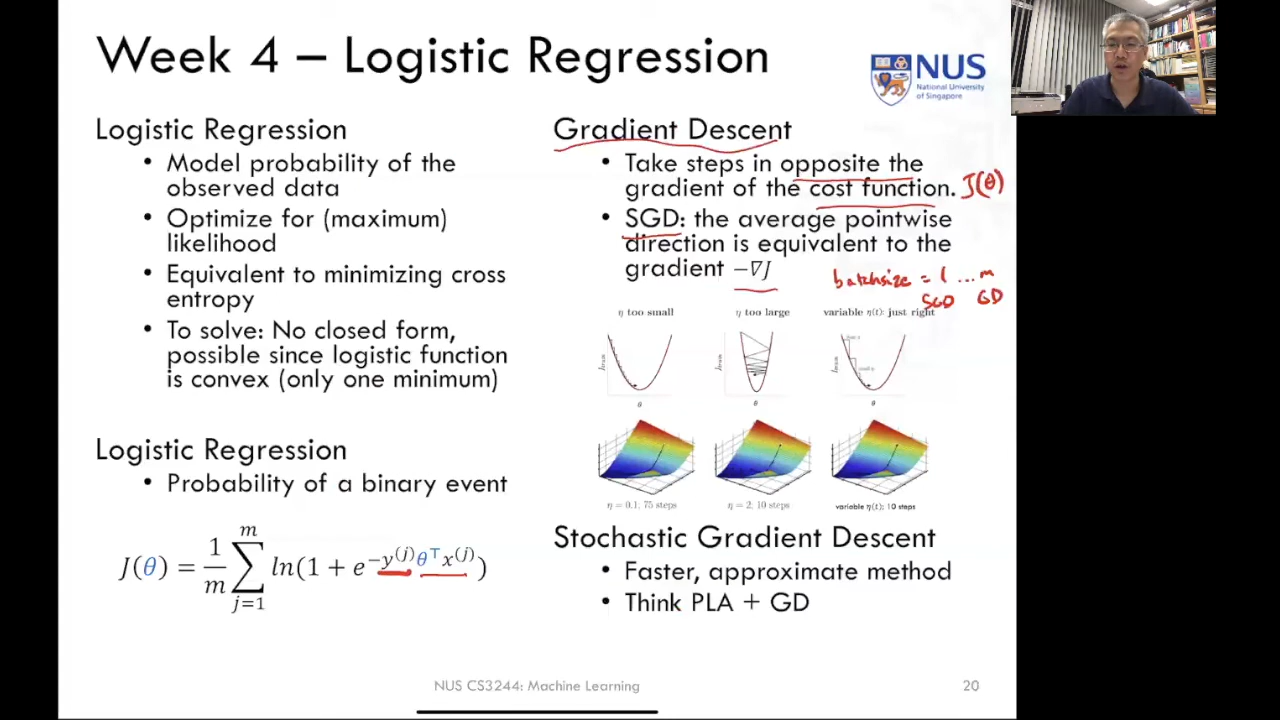 Week 4 – Logistic Regression
NUS
National University
of Singapore
Logistic Regression
• Model probability of the
observed data
• Optimize for (maximum)
likelihood
• Equivalent to minimizing cross
entropy
• To solve: No closed form,
possible since logistic function
is convex (only one minimum)
Logistic Regression
• Probability of a binary event
J(θ) = 1/m ∑_{j=1}^{m} ln(1 + e^{−y^{(j)}θ^⊤x^{(j)}})
Gradient Descent
• Take steps in opposite the
gradient of the cost function. J(θ)
• SGD: the average pointwise
direction is equivalent to the
gradient −∇J
batchsize = 1 ... m
SGD GD
η too small η too large variable η(t): just right
θ θ θ
η = 0.1; 75 steps η = 2; 10 steps variable η(t); 10 steps
Stochastic Gradient Descent
• Faster, approximate method
• Think PLA + GD
NUS CS3244: Machine Learning 20